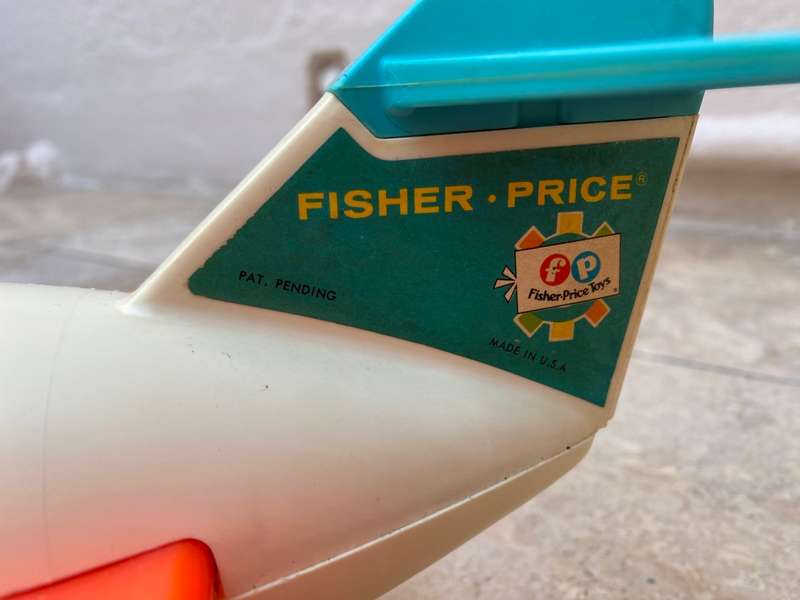 FISHER · PRICE®
fp
Fisher-Price Toys®
PAT. PENDING
MADE IN U.S.A